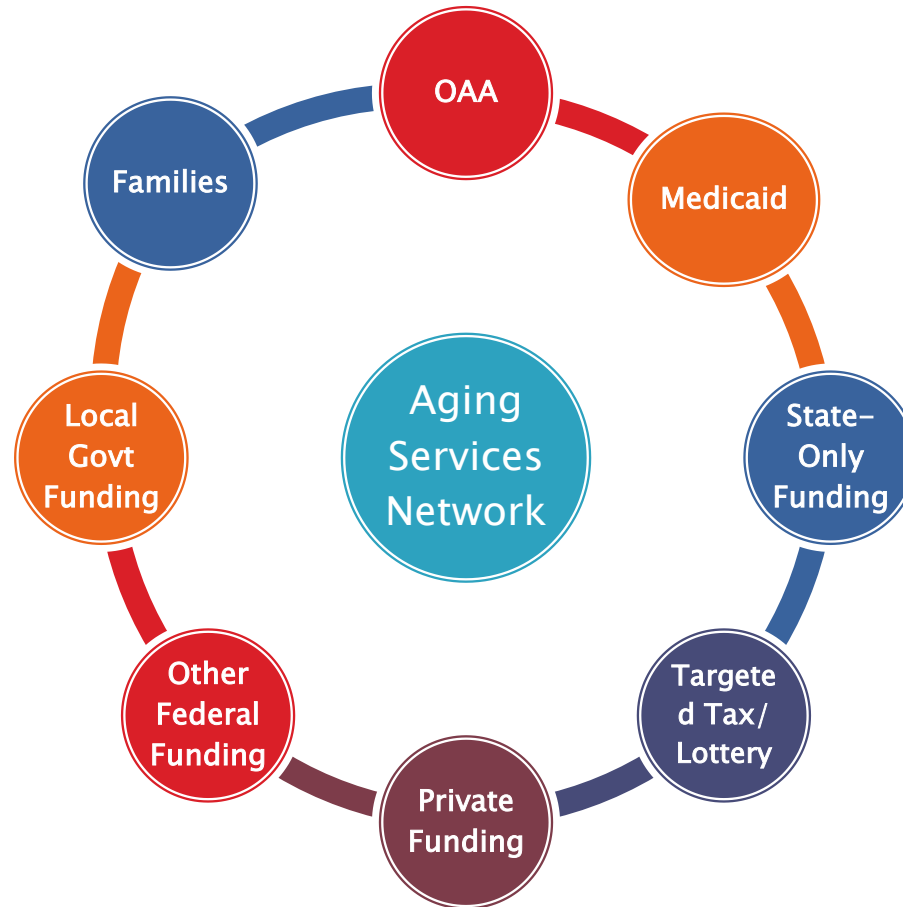 OAA
Medicaid
State–
Only
Funding
Targete
d Tax/
Lottery
Private
Funding
Other
Federal
Funding
Local
Govt
Funding
Families
Aging
Services
Network